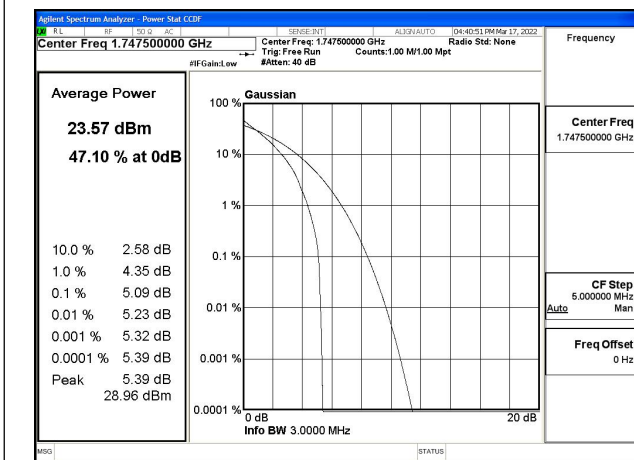 Agilent Spectrum Analyzer - Power Stat CCDF
LXI RL RF 50 Ω AC SENSE:INT ALIGN AUTO 04:40:51 PM Mar 17, 2022
Center Freq 1.747500000 GHz Center Freq: 1.747500000 GHz Radio Std: None
Trig: Free Run Counts:1.00 M/1.00 Mpt
#IFGain:Low #Atten: 40 dB
Frequency
Average Power
23.57 dBm
47.10 % at 0dB
10.0 % 2.58 dB
1.0 % 4.35 dB
0.1 % 5.09 dB
0.01 % 5.23 dB
0.001 % 5.32 dB
0.0001 % 5.39 dB
Peak 5.39 dB
28.96 dBm
Gaussian
100 %
10 %
1 %
0.1 %
0.01 %
0.001 %
0.0001 %
0 dB 20 dB
Info BW 3.0000 MHz
Center Freq
1.747500000 GHz
CF Step
5.000000 MHz
Auto Man
Freq Offset
0 Hz
MSG STATUS